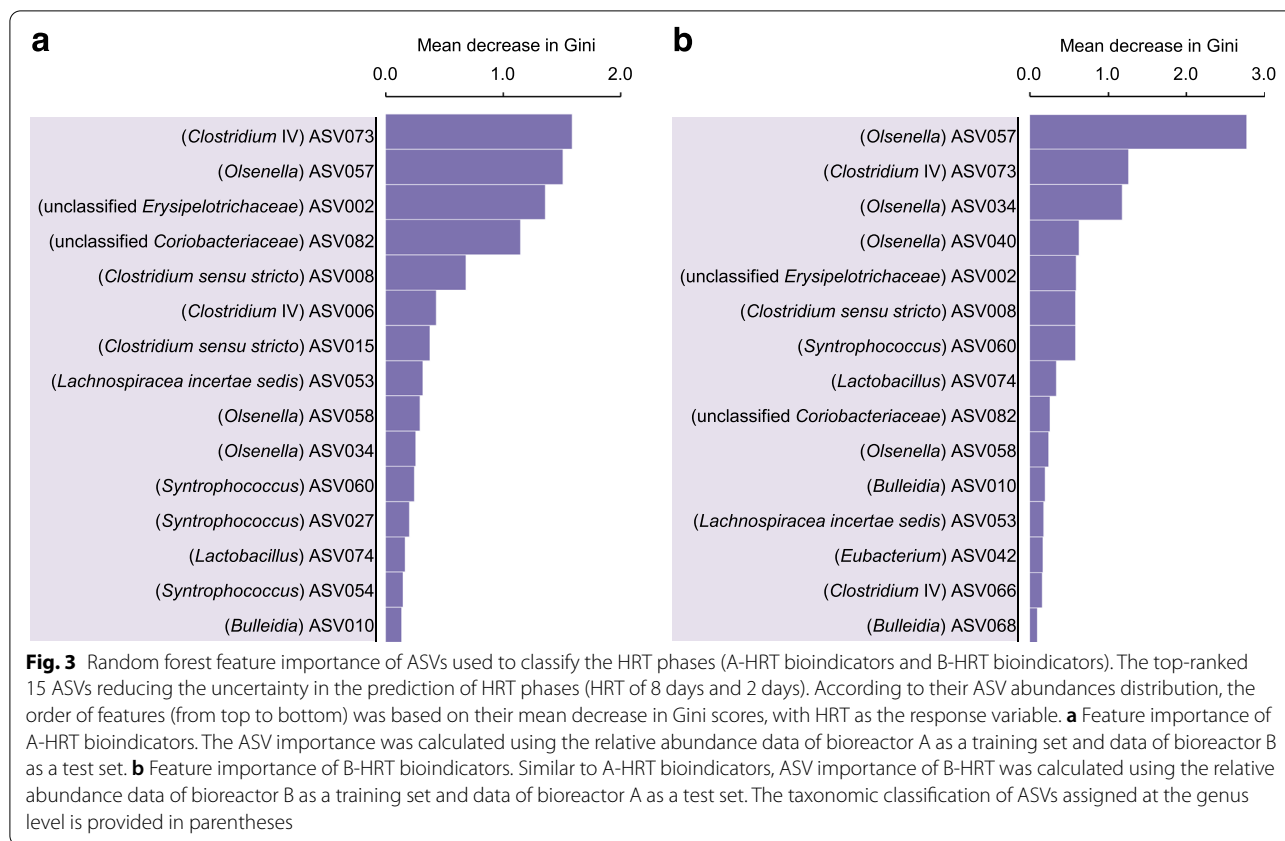 a
Mean decrease in Gini
0.0 1.0 2.0
(Clostridium IV) ASV073
(Olsenella) ASV057
(unclassified Erysipelotrichaceae) ASV002
(unclassified Coriobacteriaceae) ASV082
(Clostridium sensu stricto) ASV008
(Clostridium IV) ASV006
(Clostridium sensu stricto) ASV015
(Lachnospiracea incertae sedis) ASV053
(Olsenella) ASV058
(Olsenella) ASV034
(Syntrophococcus) ASV060
(Syntrophococcus) ASV027
(Lactobacillus) ASV074
(Syntrophococcus) ASV054
(Bulleidia) ASV010
b
Mean decrease in Gini
0.0 1.0 2.0 3.0
(Olsenella) ASV057
(Clostridium IV) ASV073
(Olsenella) ASV034
(Olsenella) ASV040
(unclassified Erysipelotrichaceae) ASV002
(Clostridium sensu stricto) ASV008
(Syntrophococcus) ASV060
(Lactobacillus) ASV074
(unclassified Coriobacteriaceae) ASV082
(Olsenella) ASV058
(Bulleidia) ASV010
(Lachnospiracea incertae sedis) ASV053
(Eubacterium) ASV042
(Clostridium IV) ASV066
(Bulleidia) ASV068
Fig. 3 Random forest feature importance of ASVs used to classify the HRT phases (A-HRT bioindicators and B-HRT bioindicators). The top-ranked
15 ASVs reducing the uncertainty in the prediction of HRT phases (HRT of 8 days and 2 days). According to their ASV abundances distribution, the
order of features (from top to bottom) was based on their mean decrease in Gini scores, with HRT as the response variable. a Feature importance of
A-HRT bioindicators. The ASV importance was calculated using the relative abundance data of bioreactor A as a training set and data of bioreactor B
as a test set. b Feature importance of B-HRT bioindicators. Similar to A-HRT bioindicators, ASV importance of B-HRT was calculated using the relative
abundance data of bioreactor B as a training set and data of bioreactor A as a test set. The taxonomic classification of ASVs assigned at the genus
level is provided in parentheses